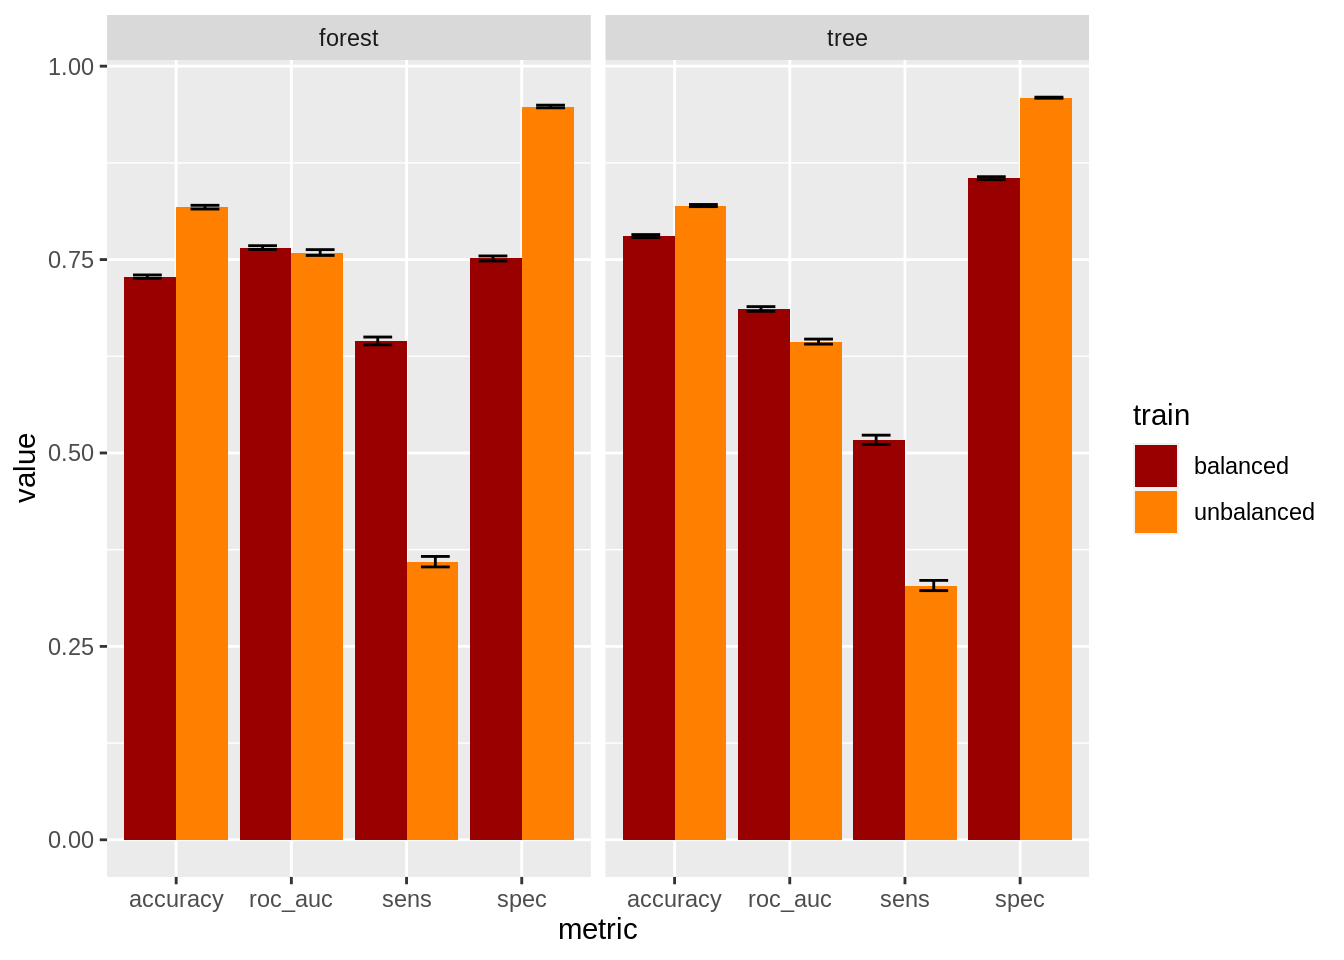 forest
tree
1.00
0.75
0.50
0.25
0.00
value
accuracy roc_auc sens spec
accuracy roc_auc sens spec
metric
train
balanced
unbalanced